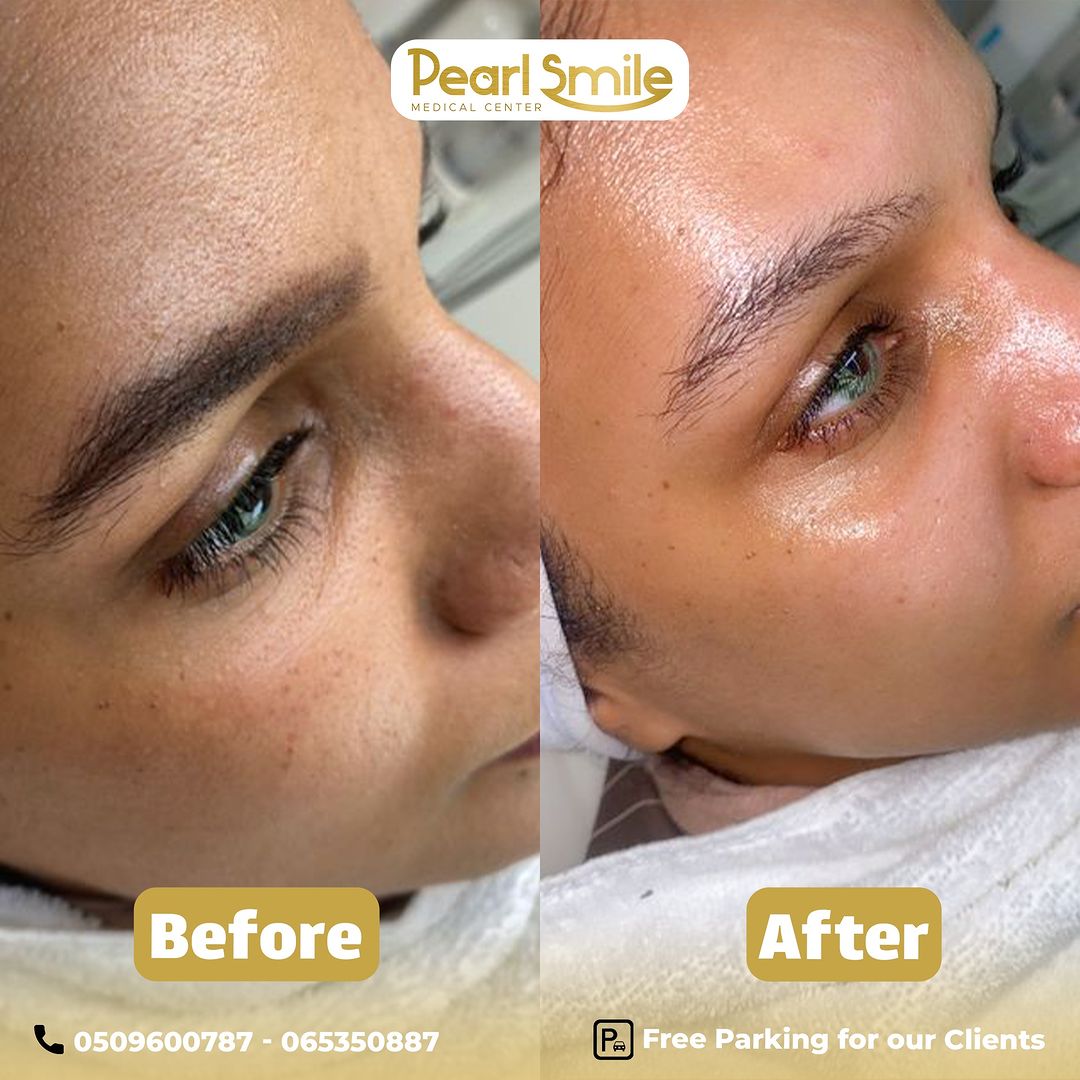 Pearl Smile
MEDICAL CENTER
Before
After
0509600787 - 065350887
P
Free Parking for our Clients